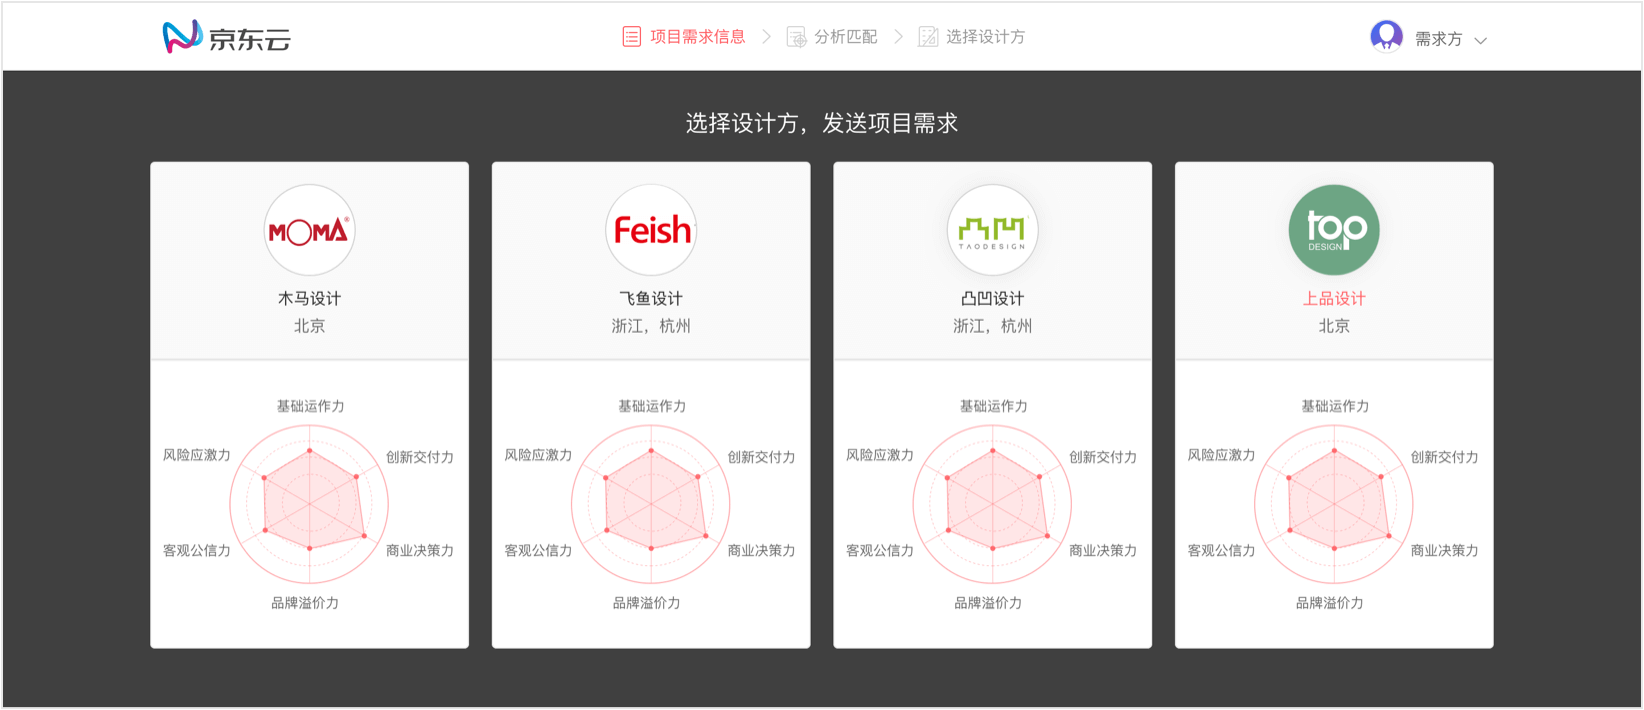 京东云
项目需求信息
分析匹配
选择设计方
需求方
选择设计方，发送项目需求
MOMA®
木马设计
北京
基础运作力
风险应激力
创新交付力
客观公信力
商业决策力
品牌溢价力
Feish
飞鱼设计
浙江，杭州
基础运作力
风险应激力
创新交付力
客观公信力
商业决策力
品牌溢价力
凸凹
TAODESIGN
凸凹设计
浙江，杭州
基础运作力
风险应激力
创新交付力
客观公信力
商业决策力
品牌溢价力
top
DESIGN
上品设计
北京
基础运作力
风险应激力
创新交付力
客观公信力
商业决策力
品牌溢价力